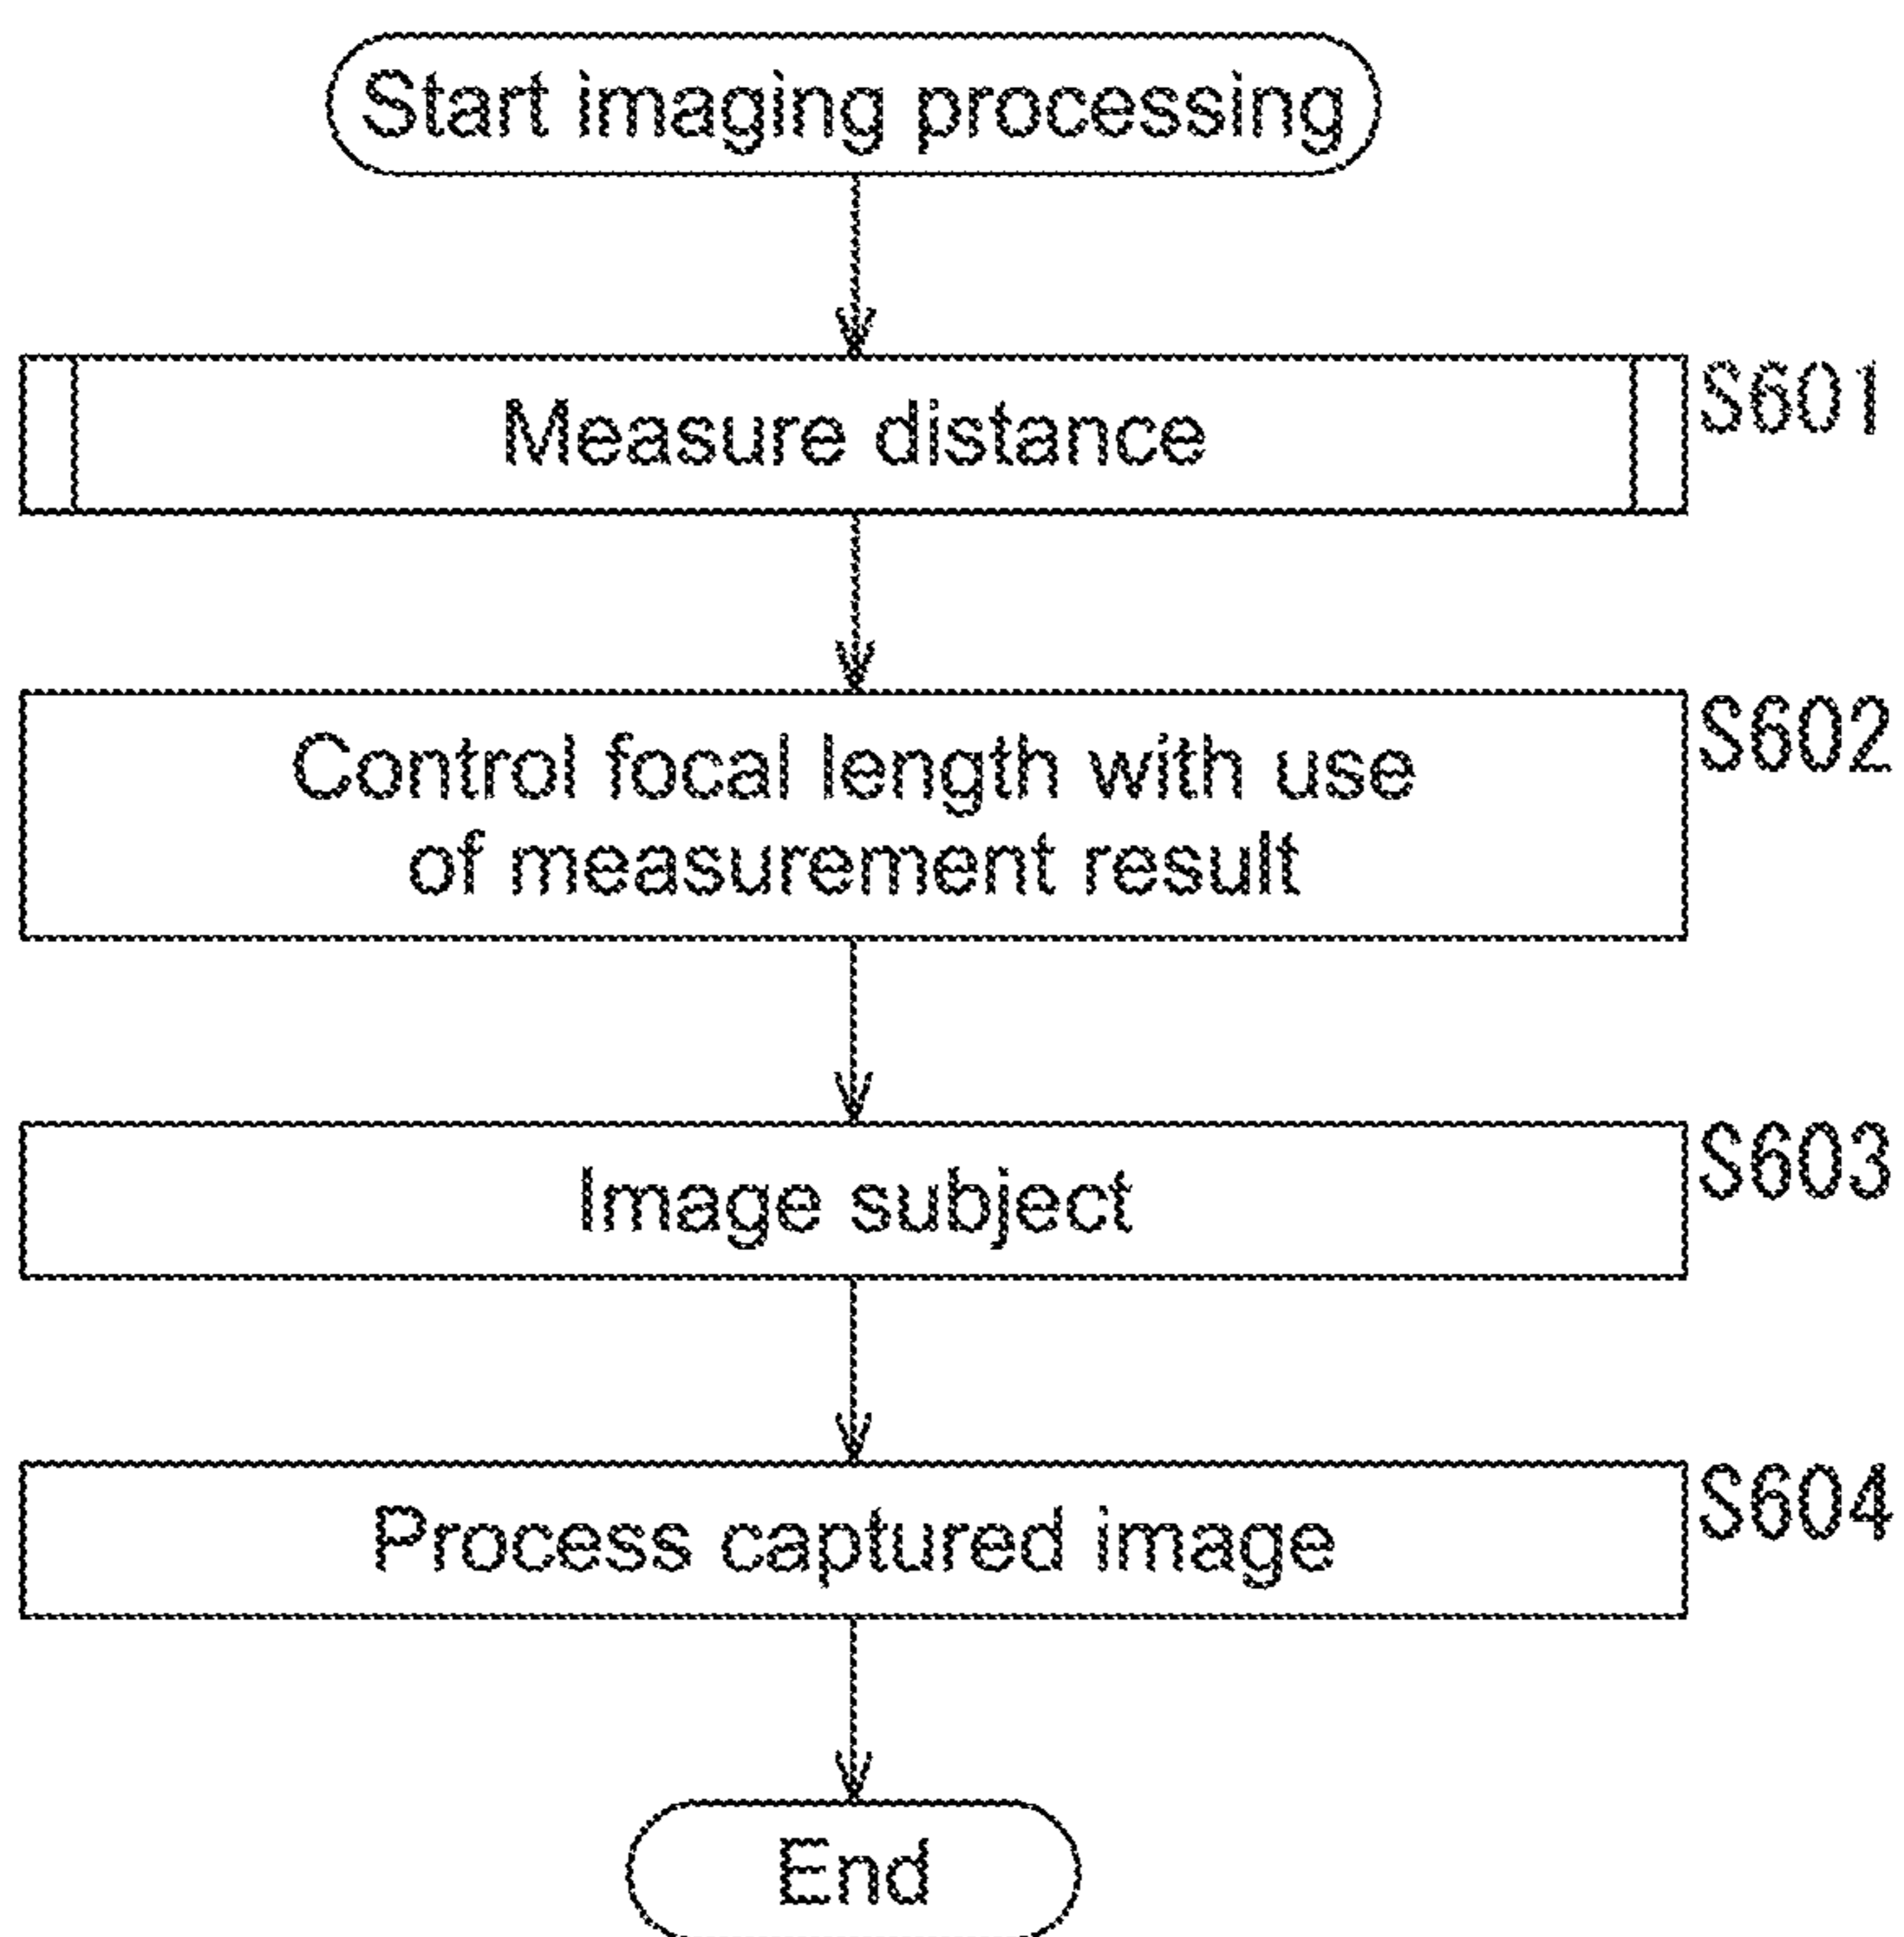 Start imaging processing
Measure distance
S601
Control focal length with use
of measurement result
S602
Image subject
S603
Process captured image
S604
End